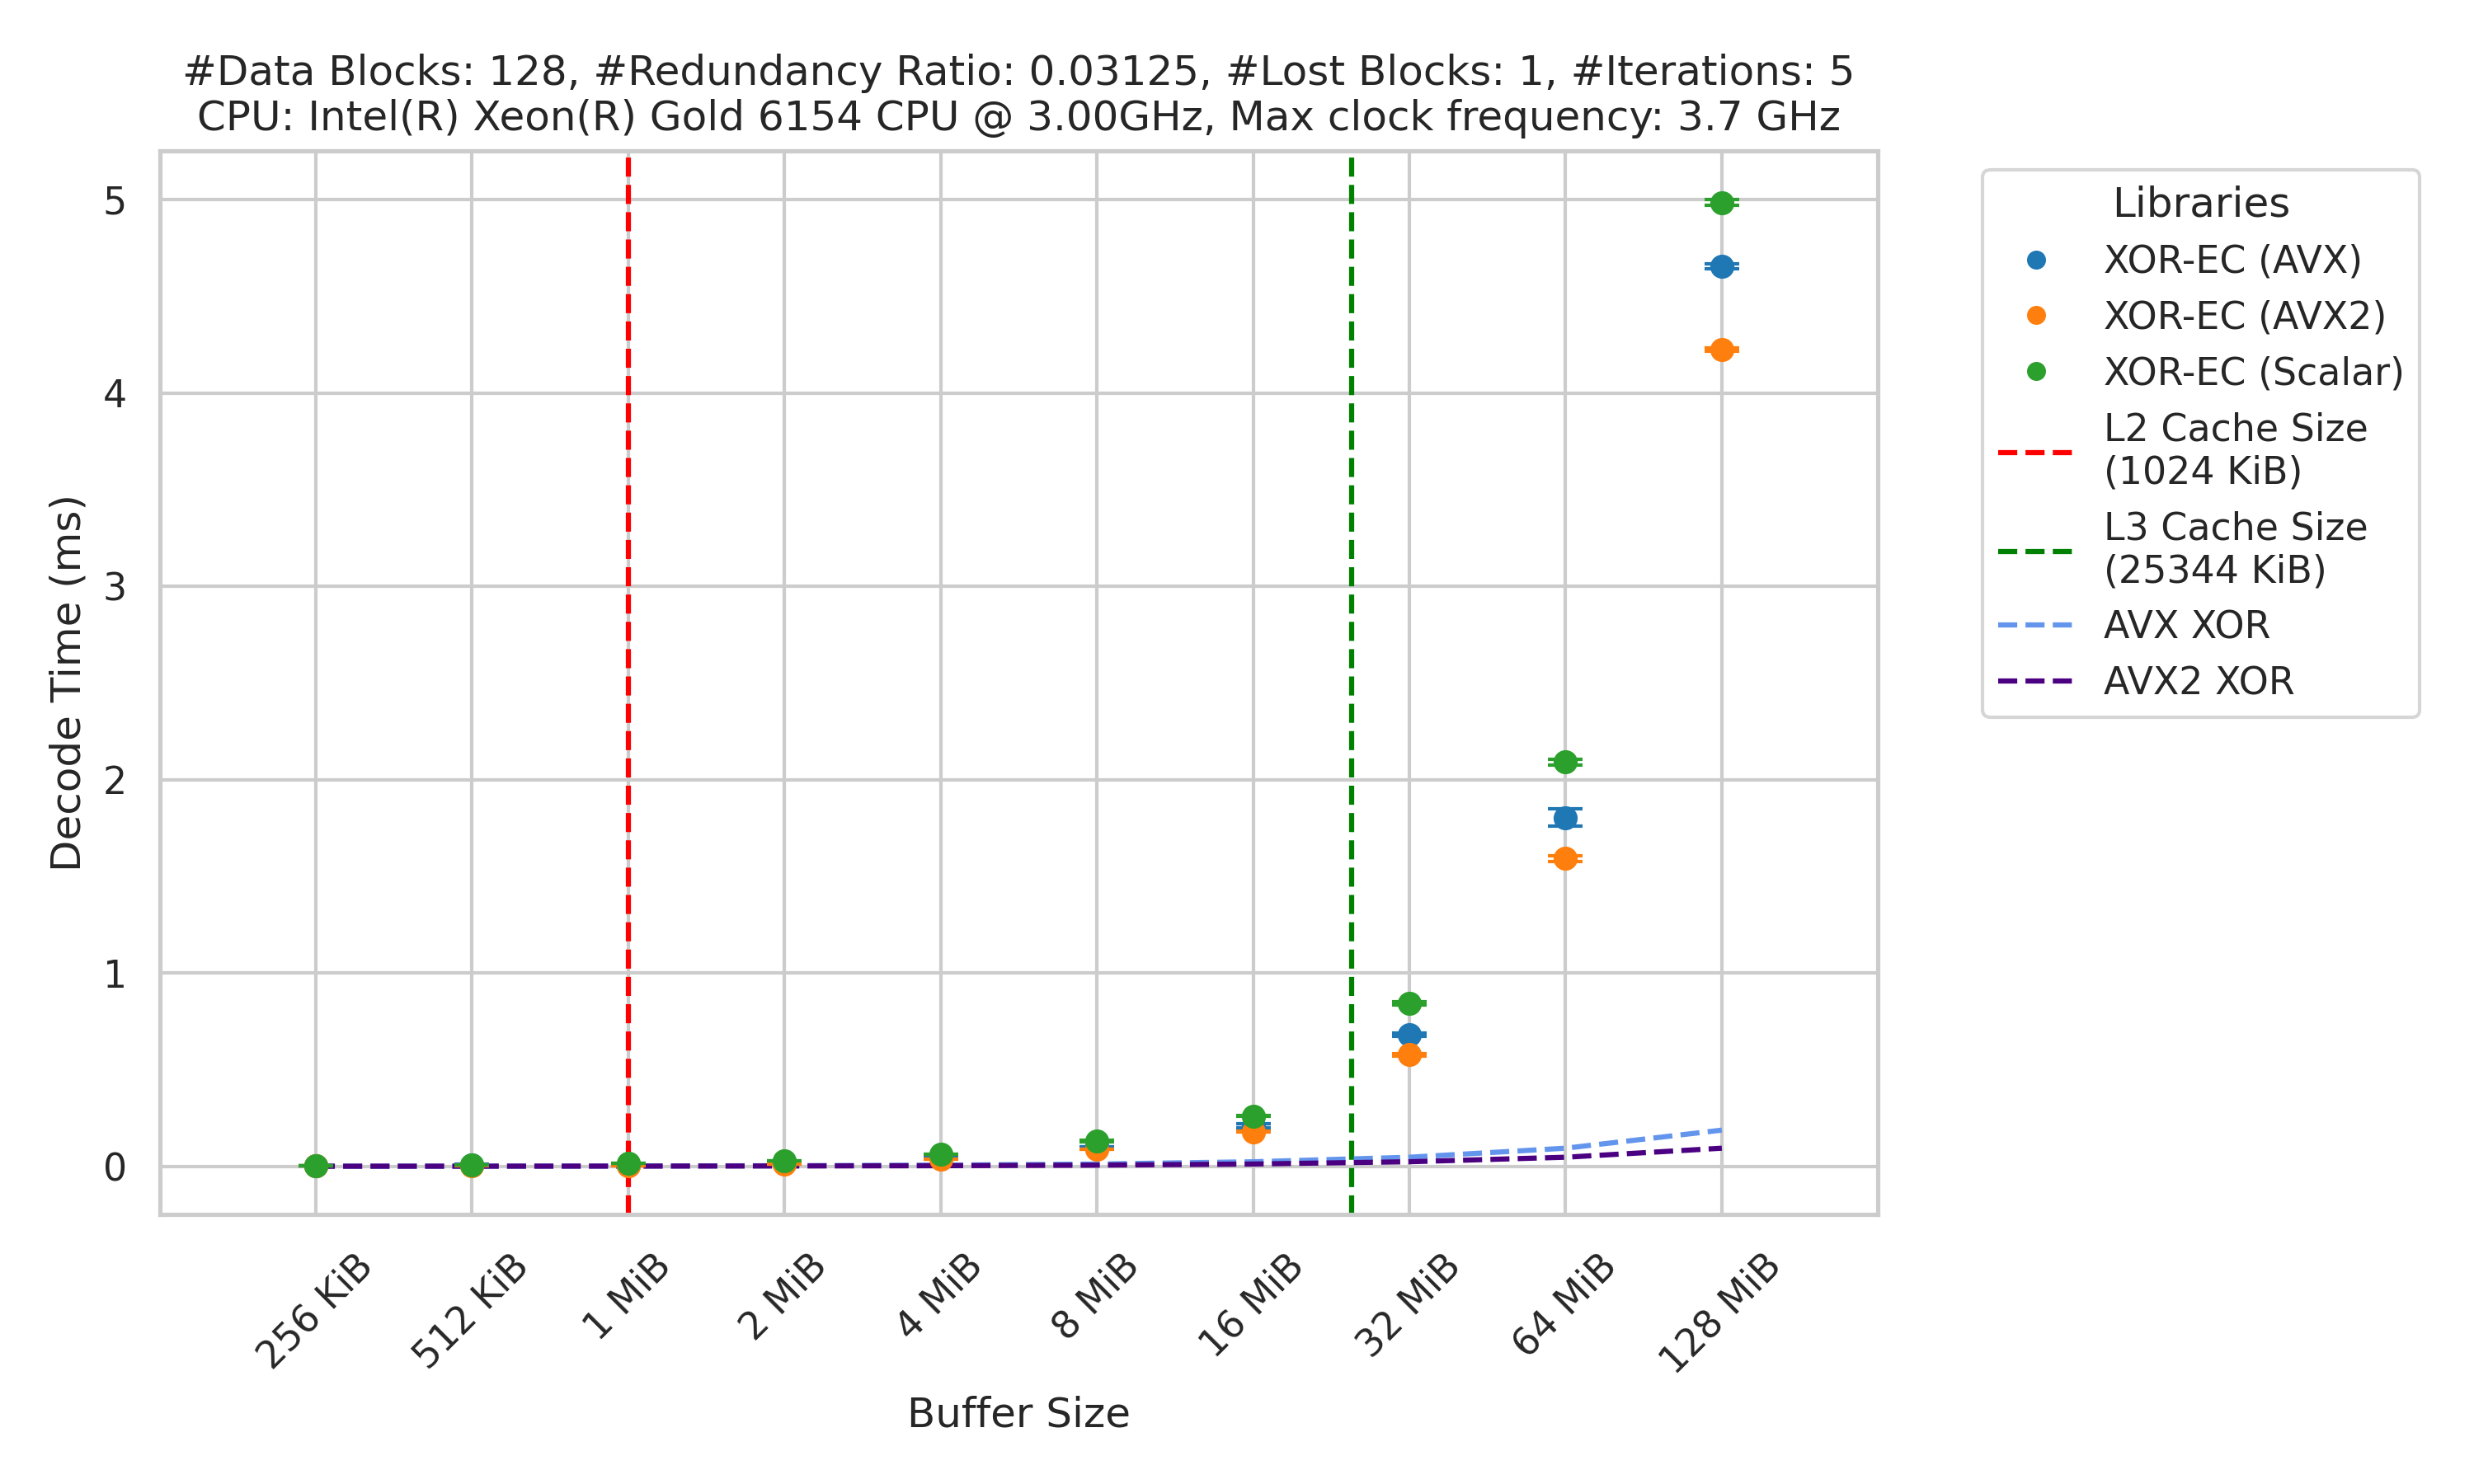 #Data Blocks: 128, #Redundancy Ratio: 0.03125, #Lost Blocks: 1, #Iterations: 5
CPU: Intel(R) Xeon(R) Gold 6154 CPU @ 3.00GHz, Max clock frequency: 3.7 GHz
Decode Time (ms)
5
4
3
2
1
0
256 KiB
512 KiB
1 MiB
2 MiB
4 MiB
8 MiB
16 MiB
32 MiB
64 MiB
128 MiB
Buffer Size
Libraries
XOR-EC (AVX)
XOR-EC (AVX2)
XOR-EC (Scalar)
L2 Cache Size
(1024 KiB)
L3 Cache Size
(25344 KiB)
AVX XOR
AVX2 XOR